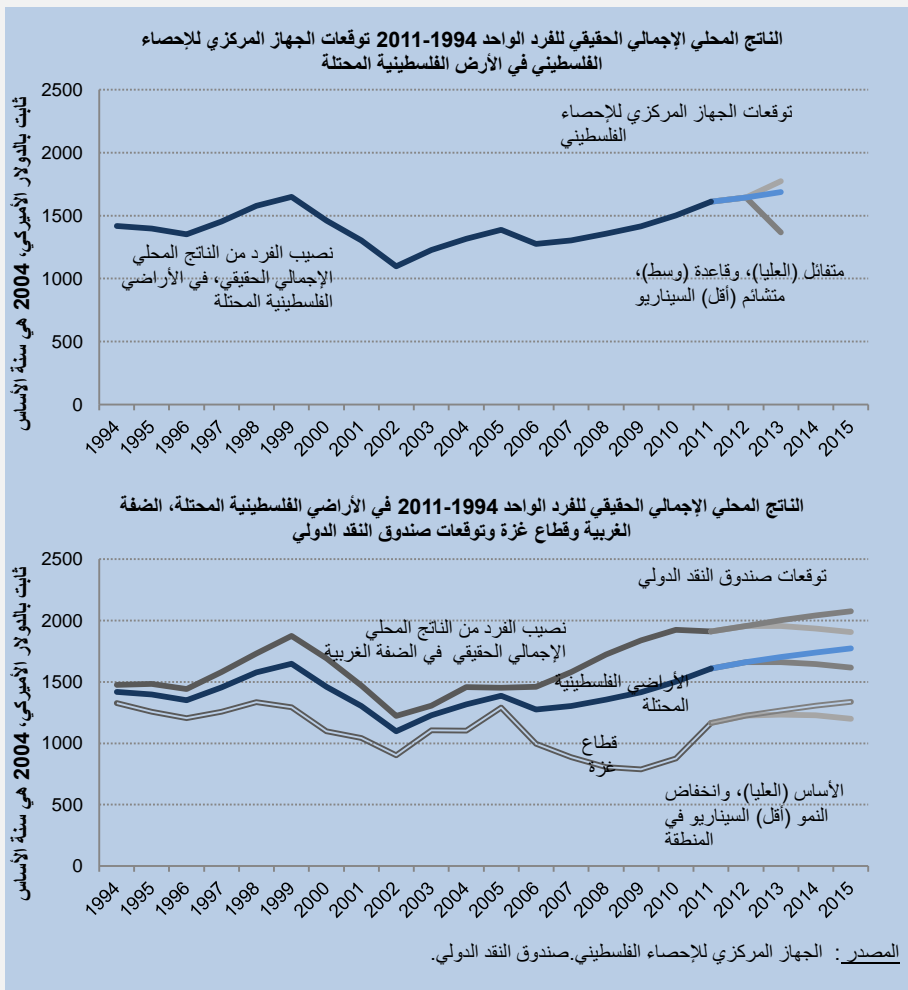 الناتج المحلي الإجمالي الحقيقي للفرد الواحد 1994-2011 توقعات الجهاز المركزي للإحصاء
الفلسطيني في الأرض الفلسطينية المحتلة
ثابت بالدولار الأميركي، 2004 هي سنة الأساس
2500
2000
1500
1000
500
0
توقعات الجهاز المركزي للإحصاء
الفلسطيني
نصيب الفرد من الناتج المحلي
الإجمالي الحقيقي، في الأراضي
الفلسطينية المحتلة
متفائل (العليا)، وقاعدة (وسط)،
متشائم (أقل) السيناريو
1994 1995 1996 1997 1998 1999 2000 2001 2002 2003 2004 2005 2006 2007 2008 2009 2010 2011 2012 2013 2014 2015
الناتج المحلي الإجمالي الحقيقي للفرد الواحد 1994-2011 في الأراضي الفلسطينية المحتلة، الضفة
الغربية وقطاع غزة وتوقعات صندوق النقد الدولي
ثابت بالدولار الأميركي، 2004 هي سنة الأساس
2500
2000
1500
1000
500
0
توقعات صندوق النقد الدولي
نصيب الفرد من الناتج المحلي
الإجمالي الحقيقي في الضفة الغربية
الأراضي الفلسطينية
المحتلة
قطاع
غزة
الأساس (العليا)، وانخفاض
النمو (أقل) السيناريو في
المنطقة
1994 1995 1996 1997 1998 1999 2000 2001 2002 2003 2004 2005 2006 2007 2008 2009 2010 2011 2012 2013 2014 2015
المصدر : الجهاز المركزي للإحصاء الفلسطيني.صندوق النقد الدولي.